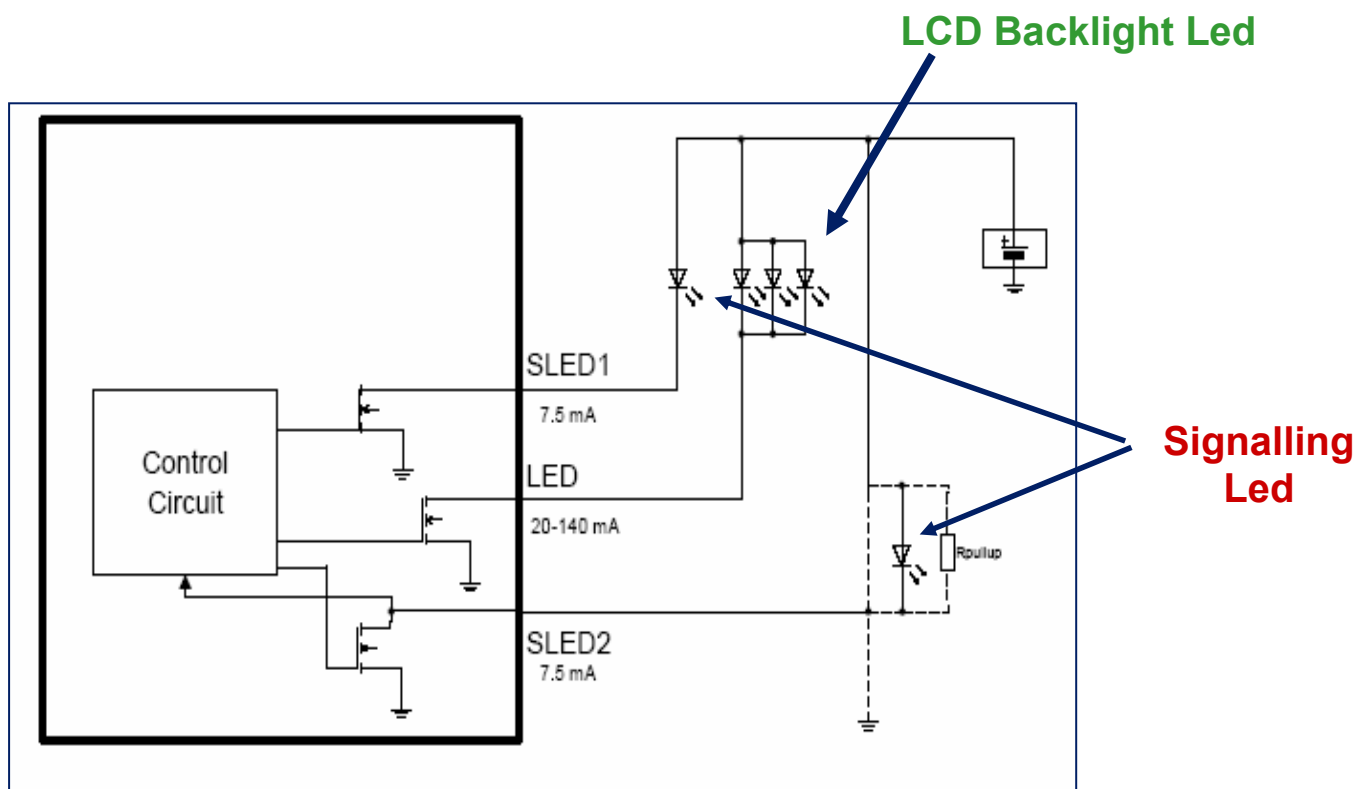 LCD Backlight Led
SLED1
7.5 mA
Control
Circuit
LED
20-140 mA
Signalling
Led
Rpullup
SLED2
7.5 mA